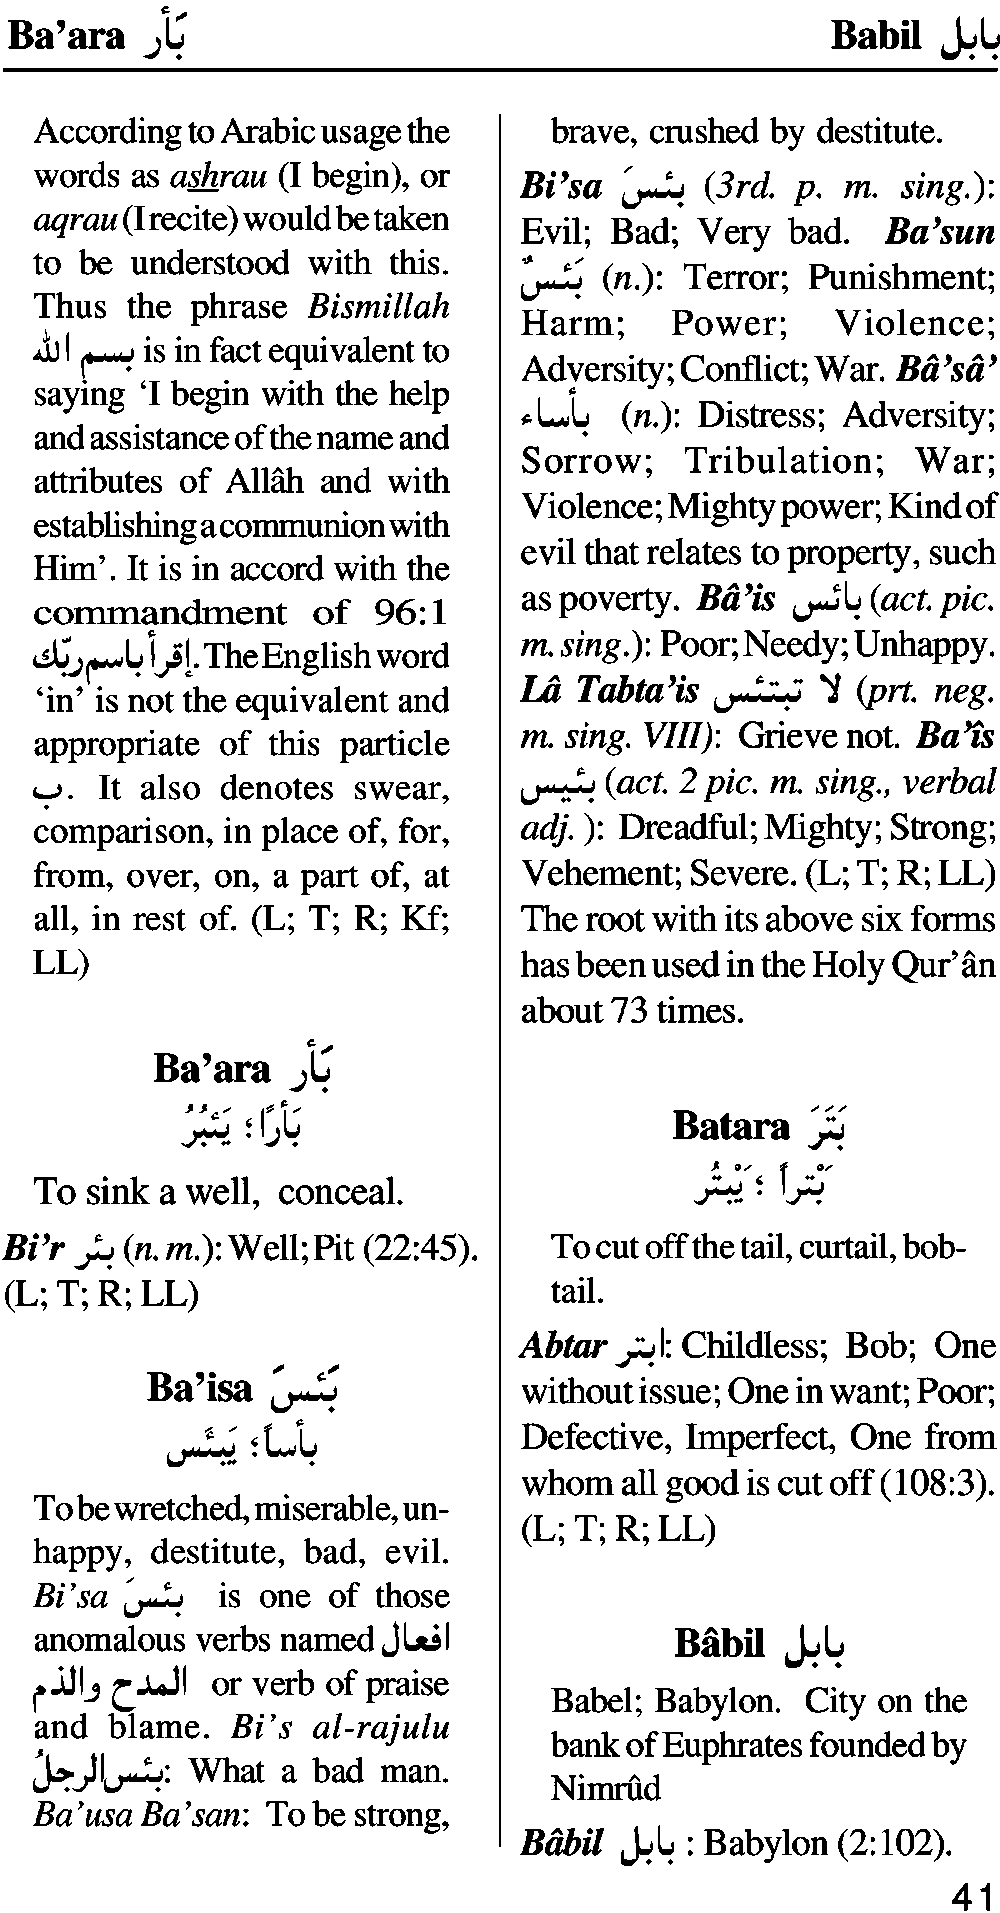 Ba’ara بَأر
Babil بابل
According to Arabic usage the
words as ashrau (I begin), or
aqrau (I recite) would be taken
to be understood with this.
Thus the phrase Bismillah
بسم الله is in fact equivalent to
saying ‘I begin with the help
and assistance of the name and
attributes of Allâh and with
establishing a communion with
Him’. It is in accord with the
commandment of 96:1
إقرأ باسم ربّك. The English word
‘in’ is not the equivalent and
appropriate of this particle
ب. It also denotes swear,
comparison, in place of, for,
from, over, on, a part of, at
all, in rest of. (L; T; R; Kf;
LL)
Ba’ara بَأر
بَأرًا؛ يَئبُرُ
To sink a well, conceal.
Bi’r بئر (n. m.): Well; Pit (22:45).
(L; T; R; LL)
Ba’isa بَئسَ
بأساً؛ يَبئَس
To be wretched, miserable, un-
happy, destitute, bad, evil.
Bi’sa بئسَ is one of those
anomalous verbs named افعال
المدح والذم or verb of praise
and blame. Bi’s al-rajulu
بئس الرجلُ: What a bad man.
Ba’usa Ba’san: To be strong,
brave, crushed by destitute.
Bi’sa بئسَ (3rd. p. m. sing.):
Evil; Bad; Very bad. Ba’sun
بَئسٌ (n.): Terror; Punishment;
Harm; Power; Violence;
Adversity; Conflict; War. Bâ’sâ’
بأساء (n.): Distress; Adversity;
Sorrow; Tribulation; War;
Violence; Mighty power; Kind of
evil that relates to property, such
as poverty. Bâ’is بائس (act. pic.
m. sing.): Poor; Needy; Unhappy.
Lâ Tabta’is لا تبتئس (prt. neg.
m. sing. VIII): Grieve not. Ba’îs
بئيس (act. 2 pic. m. sing., verbal
adj. ): Dreadful; Mighty; Strong;
Vehement; Severe. (L; T; R; LL)
The root with its above six forms
has been used in the Holy Qur’ân
about 73 times.
Batara بَتَرَ
بَْتراً ؛ يَبْتُر
To cut off the tail, curtail, bob-
tail.
Abtar ابتر: Childless; Bob; One
without issue; One in want; Poor;
Defective, Imperfect, One from
whom all good is cut off (108:3).
(L; T; R; LL)
Bâbil بابل
Babel; Babylon. City on the
bank of Euphrates founded by
Nimrûd
Bâbil بابل : Babylon (2:102).
41